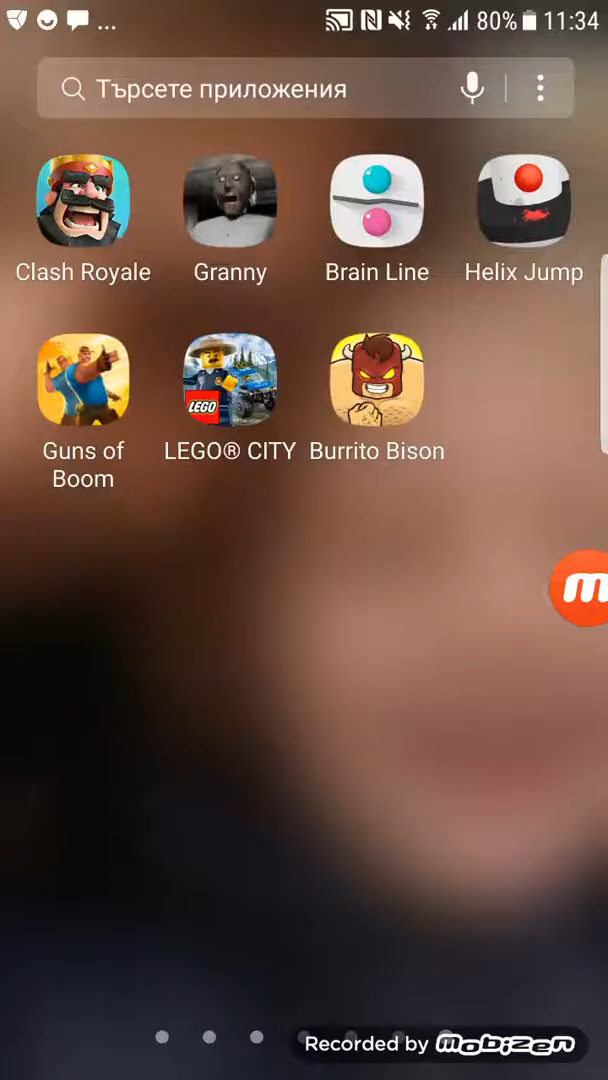 ... 80% 11:34
Търсете приложения
Clash Royale Granny Brain Line Helix Jump
LEGO
Guns of LEGO® CITY Burrito Bison
Boom
m
Recorded by mobizen